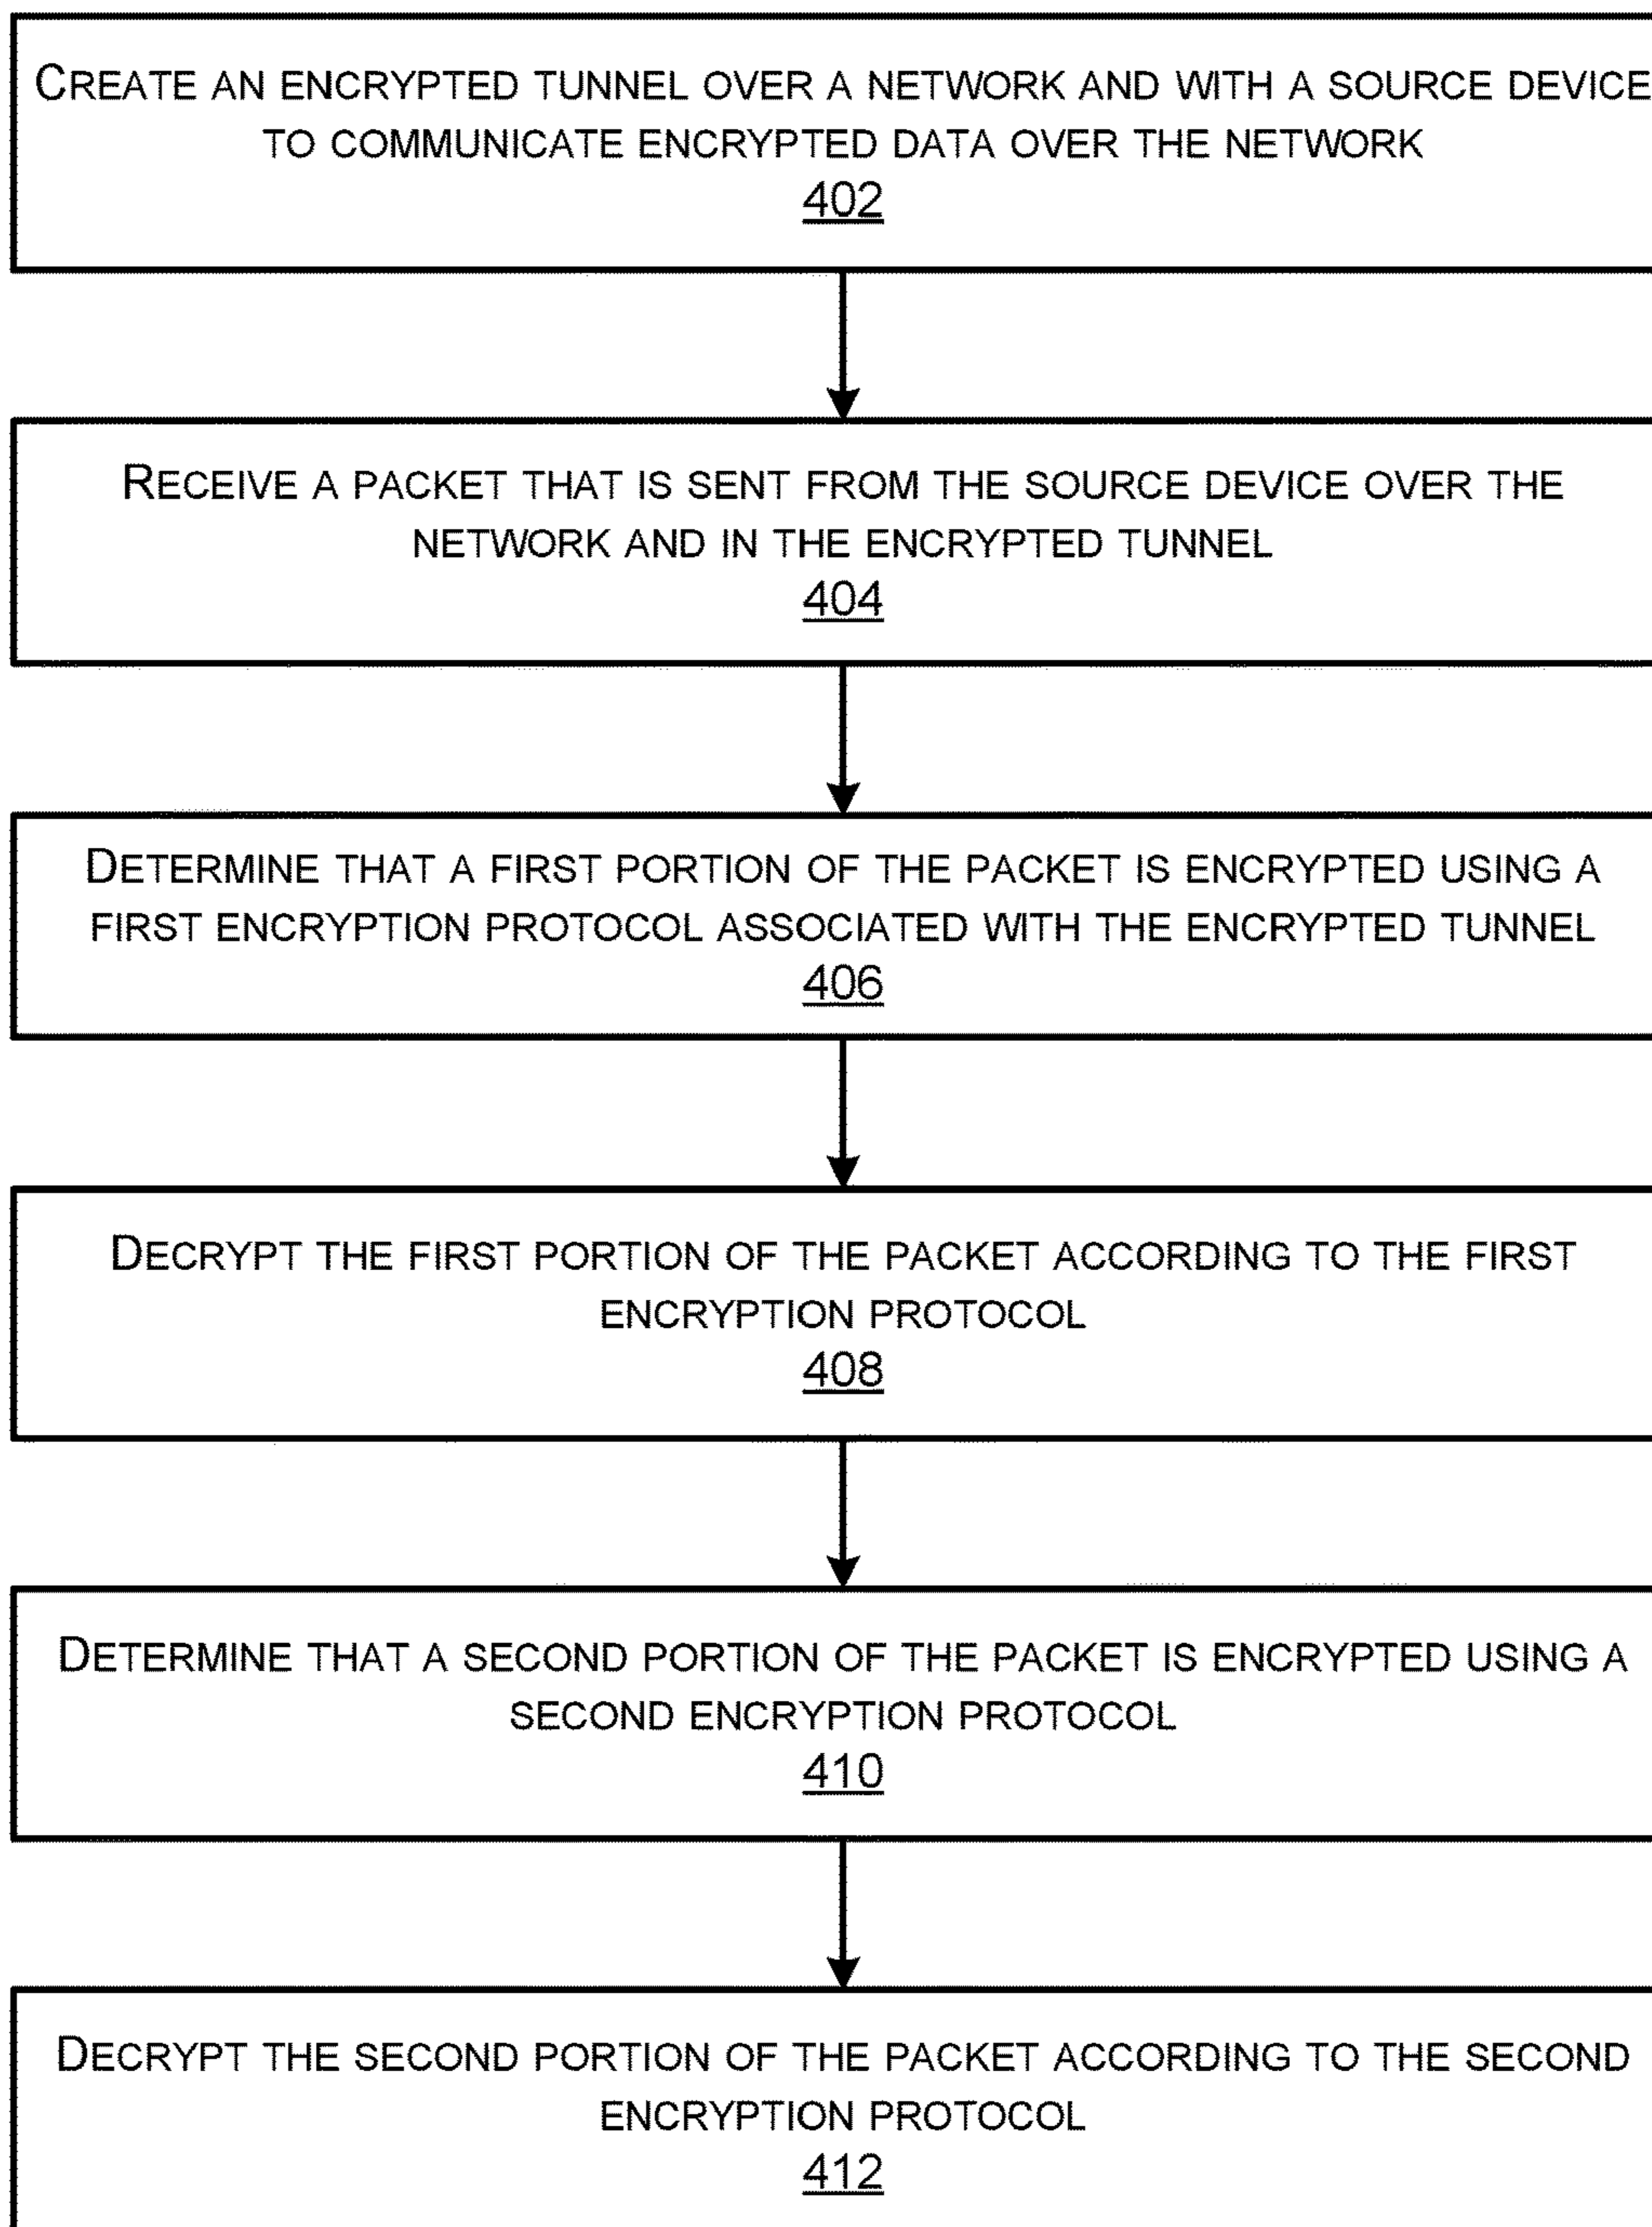 CREATE AN ENCRYPTED TUNNEL OVER A NETWORK AND WITH A SOURCE DEVICE
TO COMMUNICATE ENCRYPTED DATA OVER THE NETWORK
402
RECEIVE A PACKET THAT IS SENT FROM THE SOURCE DEVICE OVER THE
NETWORK AND IN THE ENCRYPTED TUNNEL
404
DETERMINE THAT A FIRST PORTION OF THE PACKET IS ENCRYPTED USING A
FIRST ENCRYPTION PROTOCOL ASSOCIATED WITH THE ENCRYPTED TUNNEL
406
DECRYPT THE FIRST PORTION OF THE PACKET ACCORDING TO THE FIRST
ENCRYPTION PROTOCOL
408
DETERMINE THAT A SECOND PORTION OF THE PACKET IS ENCRYPTED USING A
SECOND ENCRYPTION PROTOCOL
410
DECRYPT THE SECOND PORTION OF THE PACKET ACCORDING TO THE SECOND
ENCRYPTION PROTOCOL
412